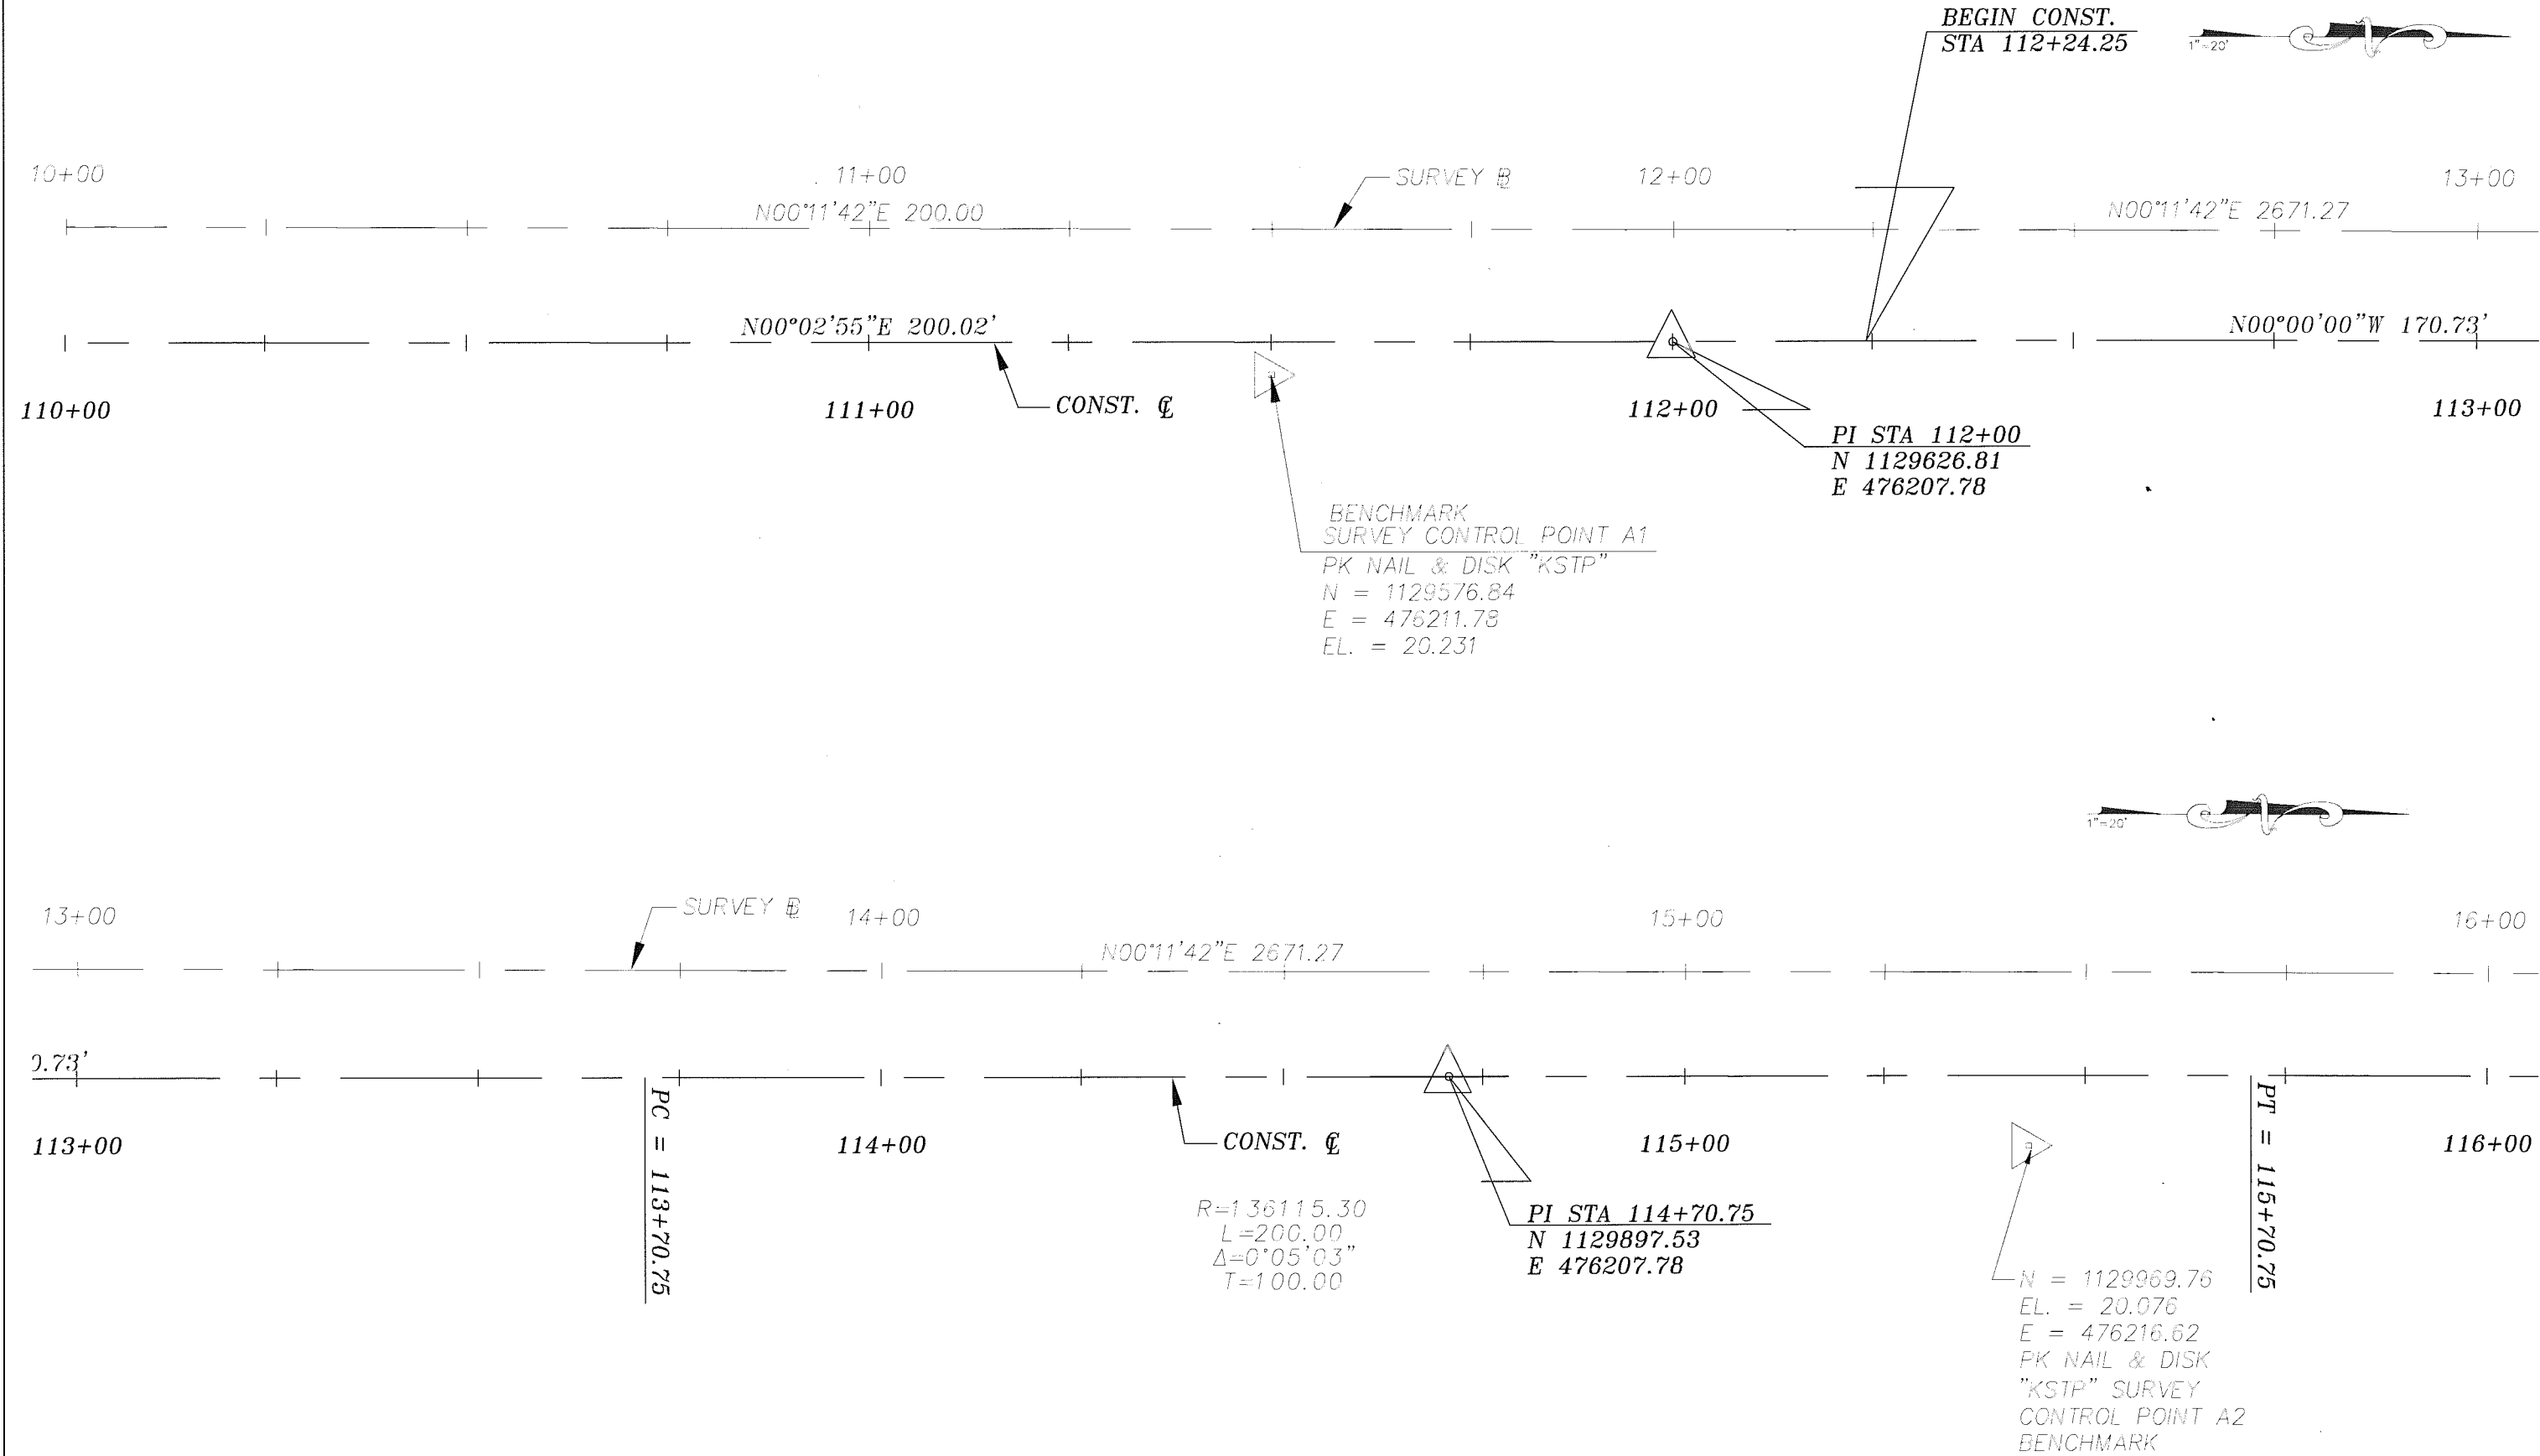 BEGIN CONST.
STA 112+24.25
1"=20'
10+00
11+00
SURVEY BL
12+00
13+00
N00°11'42"E 200.00
N00°11'42"E 2671.27
N00°02'55"E 200.02'
N00°00'00"W 170.73'
110+00
111+00
CONST. ℄
112+00
113+00
PI STA 112+00
N 1129626.81
E 476207.78
BENCHMARK
SURVEY CONTROL POINT A1
PK NAIL & DISK "KSTP"
N = 1129576.84
E = 476211.78
EL. = 20.231
1"=20'
13+00
SURVEY BL
14+00
15+00
16+00
N00°11'42"E 2671.27
0.73'
113+00
PC = 113+70.75
114+00
CONST. ℄
115+00
PT = 115+70.75
116+00
R=136115.30
L=200.00
Δ=0°05'03"
T=100.00
PI STA 114+70.75
N 1129897.53
E 476207.78
N = 1129969.76
EL. = 20.076
E = 476216.62
PK NAIL & DISK
"KSTP" SURVEY
CONTROL POINT A2
BENCHMARK